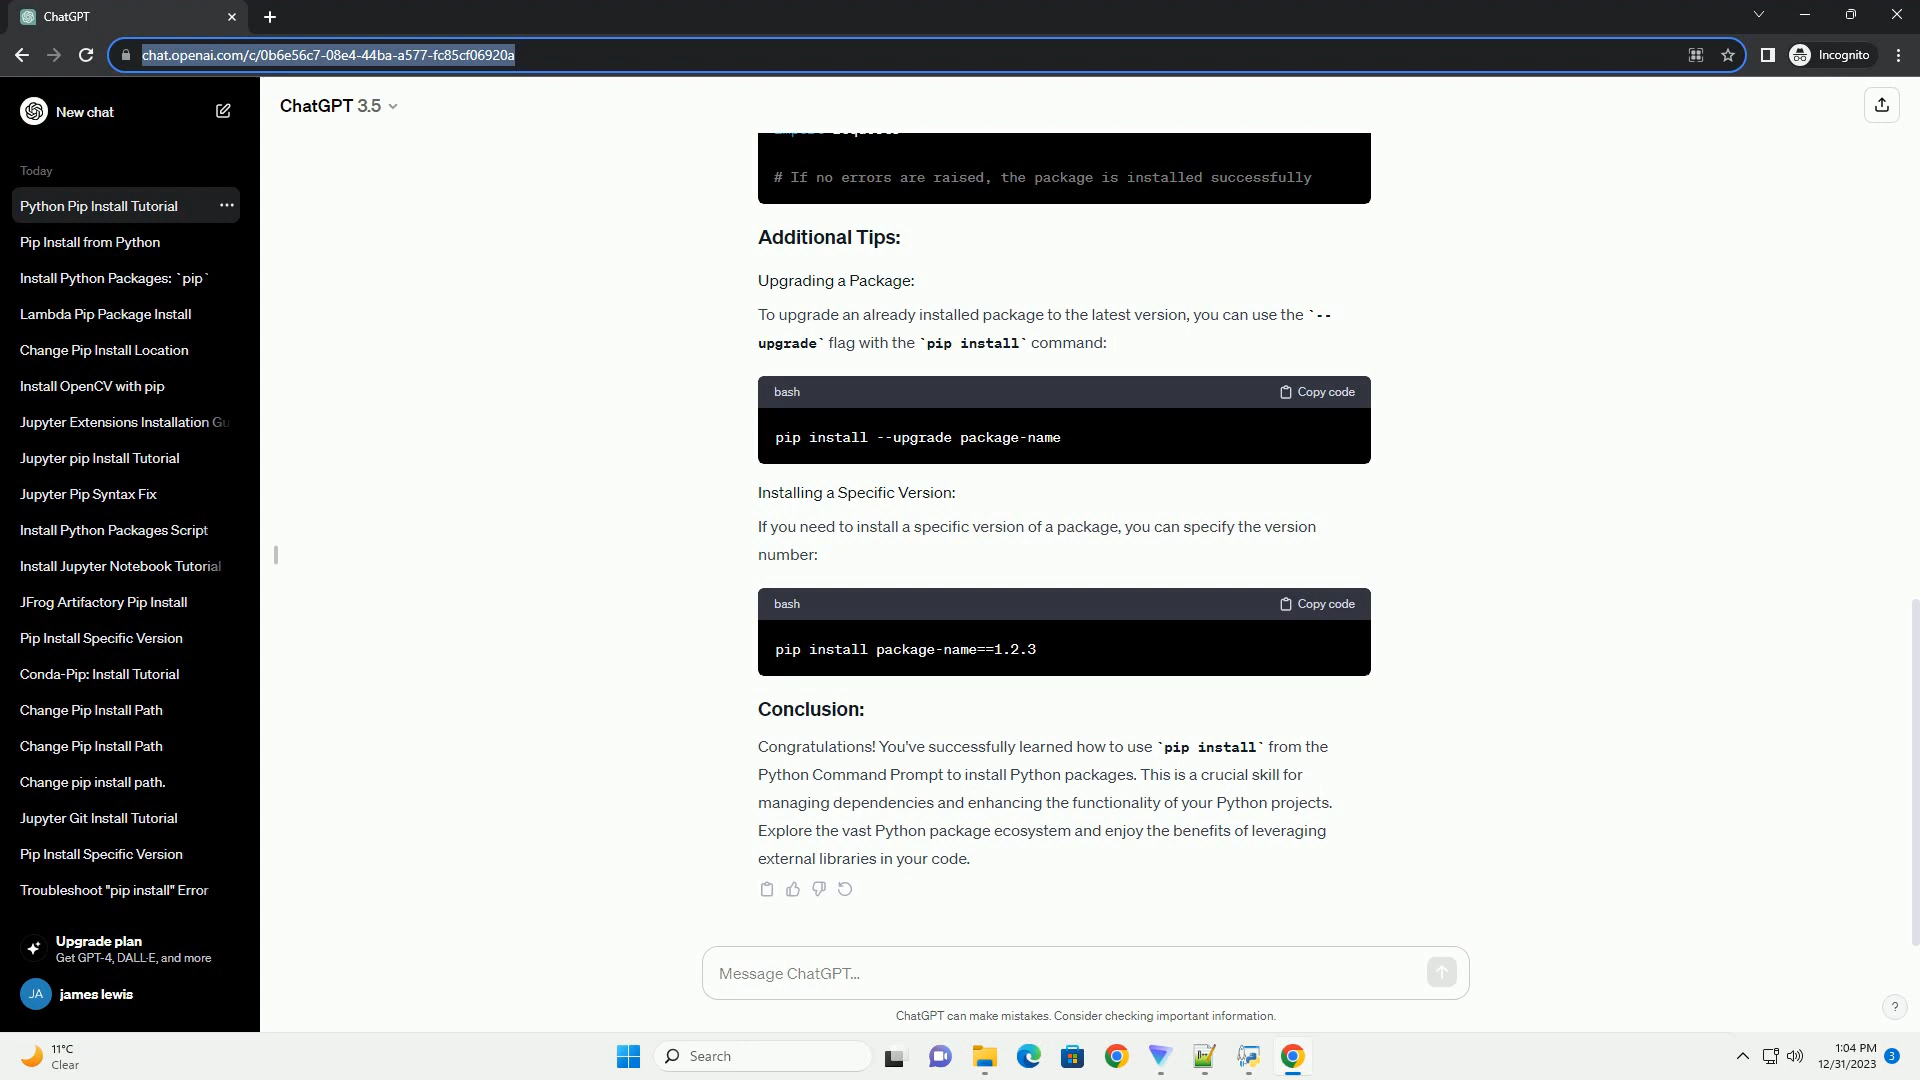 ChatGPT
chat.openai.com/c/0b6e56c7-08e4-44ba-a577-fc85cf06920a
Incognito
New chat
Today
Python Pip Install Tutorial
Pip Install from Python
Install Python Packages: `pip`
Lambda Pip Package Install
Change Pip Install Location
Install OpenCV with pip
Jupyter Extensions Installation Gu
Jupyter pip Install Tutorial
Jupyter Pip Syntax Fix
Install Python Packages Script
Install Jupyter Notebook Tutorial
JFrog Artifactory Pip Install
Pip Install Specific Version
Conda-Pip: Install Tutorial
Change Pip Install Path
Change Pip Install Path
Change pip install path.
Jupyter Git Install Tutorial
Pip Install Specific Version
Troubleshoot "pip install" Error
Upgrade plan
Get GPT-4, DALL·E, and more
JA james lewis
ChatGPT 3.5
# If no errors are raised, the package is installed successfully
Additional Tips:
Upgrading a Package:
To upgrade an already installed package to the latest version, you can use the `--
upgrade` flag with the `pip install` command:
bash
Copy code
pip install --upgrade package-name
Installing a Specific Version:
If you need to install a specific version of a package, you can specify the version
number:
bash
Copy code
pip install package-name==1.2.3
Conclusion:
Congratulations! You've successfully learned how to use `pip install` from the
Python Command Prompt to install Python packages. This is a crucial skill for
managing dependencies and enhancing the functionality of your Python projects.
Explore the vast Python package ecosystem and enjoy the benefits of leveraging
external libraries in your code.
Message ChatGPT...
ChatGPT can make mistakes. Consider checking important information.
?
11°C
Clear
Search
1:04 PM
12/31/2023
3